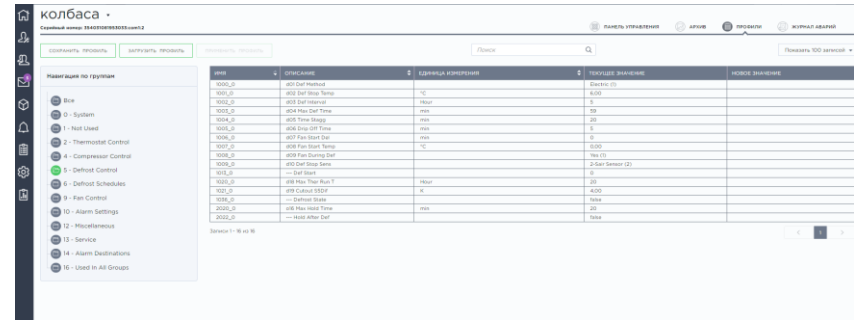 колбаса
Серийный номер: 354031081953055:com1:2
ПАНЕЛЬ УПРАВЛЕНИЯ АРХИВ ПРОФИЛИ ЖУРНАЛ АВАРИЙ
СОХРАНИТЬ ПРОФИЛЬ ЗАГРУЗИТЬ ПРОФИЛЬ ПРИМЕНИТЬ ПРОФИЛЬ Поиск Показать 100 записей
Навигация по группам
Все
0 - System
1 - Not Used
2 - Thermostat Control
4 - Compressor Control
5 - Defrost Control
6 - Defrost Schedules
9 - Fan Control
10 - Alarm Settings
12 - Miscellaneous
13 - Service
14 - Alarm Destinations
16 - Used In All Groups
ИМЯ ОПИСАНИЕ ЕДИНИЦА ИЗМЕРЕНИЯ ТЕКУЩЕЕ ЗНАЧЕНИЕ НОВОЕ ЗНАЧЕНИЕ
1000_0 d01 Def Method Electric (1)
1001_0 d02 Def Stop Temp °C 6,00
1002_0 d03 Def Interval Hour 5
1003_0 d04 Max Def Time min 59
1004_0 d05 Time Stagg min 20
1005_0 d06 Drip Off Time min 5
1006_0 d07 Fan Start Del min 0
1007_0 d08 Fan Start Temp °C 0,00
1008_0 d09 Fan During Def Yes (1)
1009_0 d10 Def Stop Sens 2-Sair Sensor (2)
1013_0 --- Def Start 0
1020_0 d18 Max Ther Run T Hour 20
1021_0 d19 Cutout S5Dif K 4,00
1036_0 --- Defrost State false
2020_0 d16 Max Hold Time min 20
2022_0 --- Hold After Def false
Записи 1- 16 из 16
1